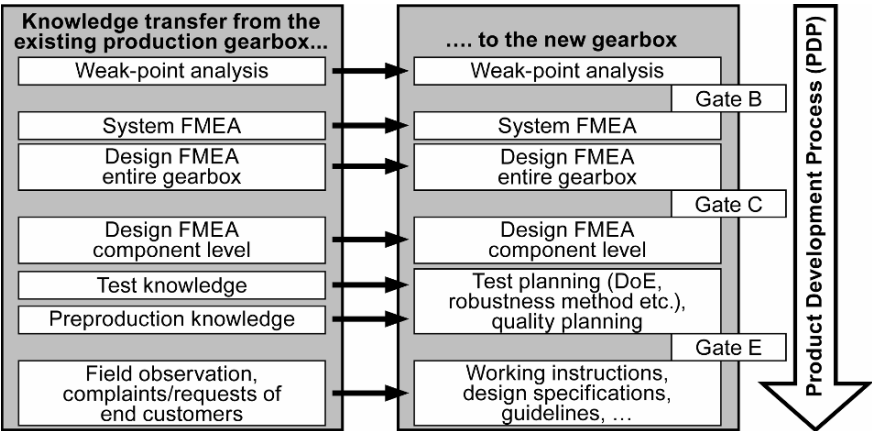 Knowledge transfer from the
existing production gearbox...
.... to the new gearbox
Weak-point analysis
Weak-point analysis
Gate B
System FMEA
System FMEA
Design FMEA
entire gearbox
Design FMEA
entire gearbox
Gate C
Design FMEA
component level
Design FMEA
component level
Test knowledge
Preproduction knowledge
Test planning (DoE,
robustness method etc.),
quality planning
Gate E
Field observation,
complaints/requests of
end customers
Working instructions,
design specifications,
guidelines, ...
Product Development Process (PDP)